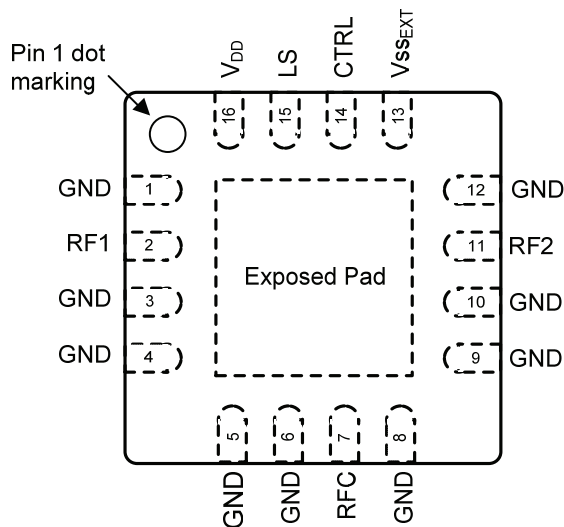 Pin 1 dot
marking
VDD
LS
CTRL
VssEXT
16
15
14
13
GND
1
12
GND
RF1
2
11
RF2
Exposed Pad
GND
3
10
GND
GND
4
9
GND
5
6
7
8
GND
GND
RFC
GND